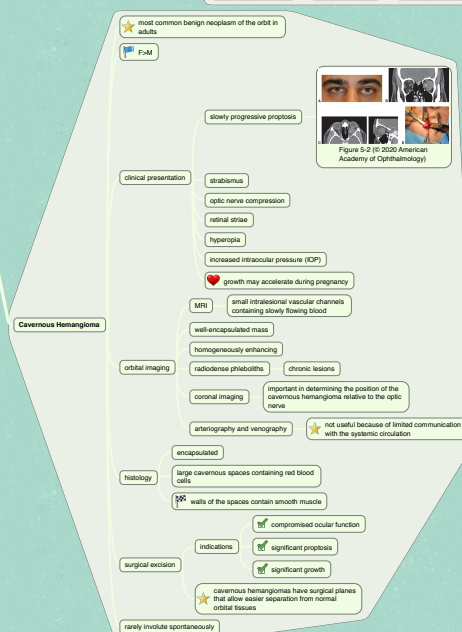 most common benign neoplasm of the orbit in
adults
F>M
slowly progressive proptosis
Figure 5-2 (© 2020 American
Academy of Ophthalmology)
clinical presentation
strabismus
optic nerve compression
retinal striae
hyperopia
increased intraocular pressure (IOP)
growth may accelerate during pregnancy
Cavernous Hemangioma
MRI
small intralesional vascular channels
containing slowly flowing blood
well-encapsulated mass
homogeneously enhancing
orbital imaging
radiodense phleboliths
chronic lesions
coronal imaging
important in determining the position of the
cavernous hemangioma relative to the optic
nerve
arteriography and venography
not useful because of limited communication
with the systemic circulation
histology
encapsulated
large cavernous spaces containing red blood
cells
walls of the spaces contain smooth muscle
surgical excision
indications
compromised ocular function
significant proptosis
significant growth
cavernous hemangiomas have surgical planes
that allow easier separation from normal
orbital tissues
rarely involute spontaneously